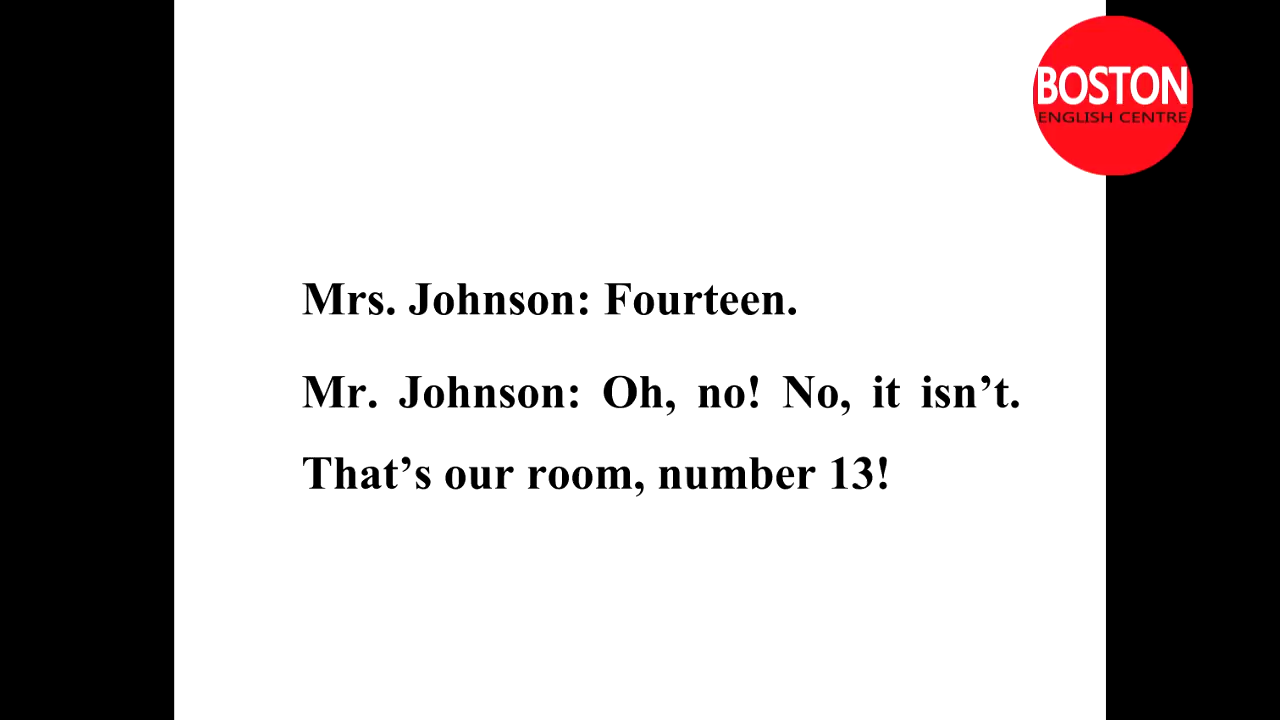 BOSTON
ENGLISH CENTRE
Mrs. Johnson: Fourteen.
Mr. Johnson: Oh, no! No, it isn’t.
That’s our room, number 13!